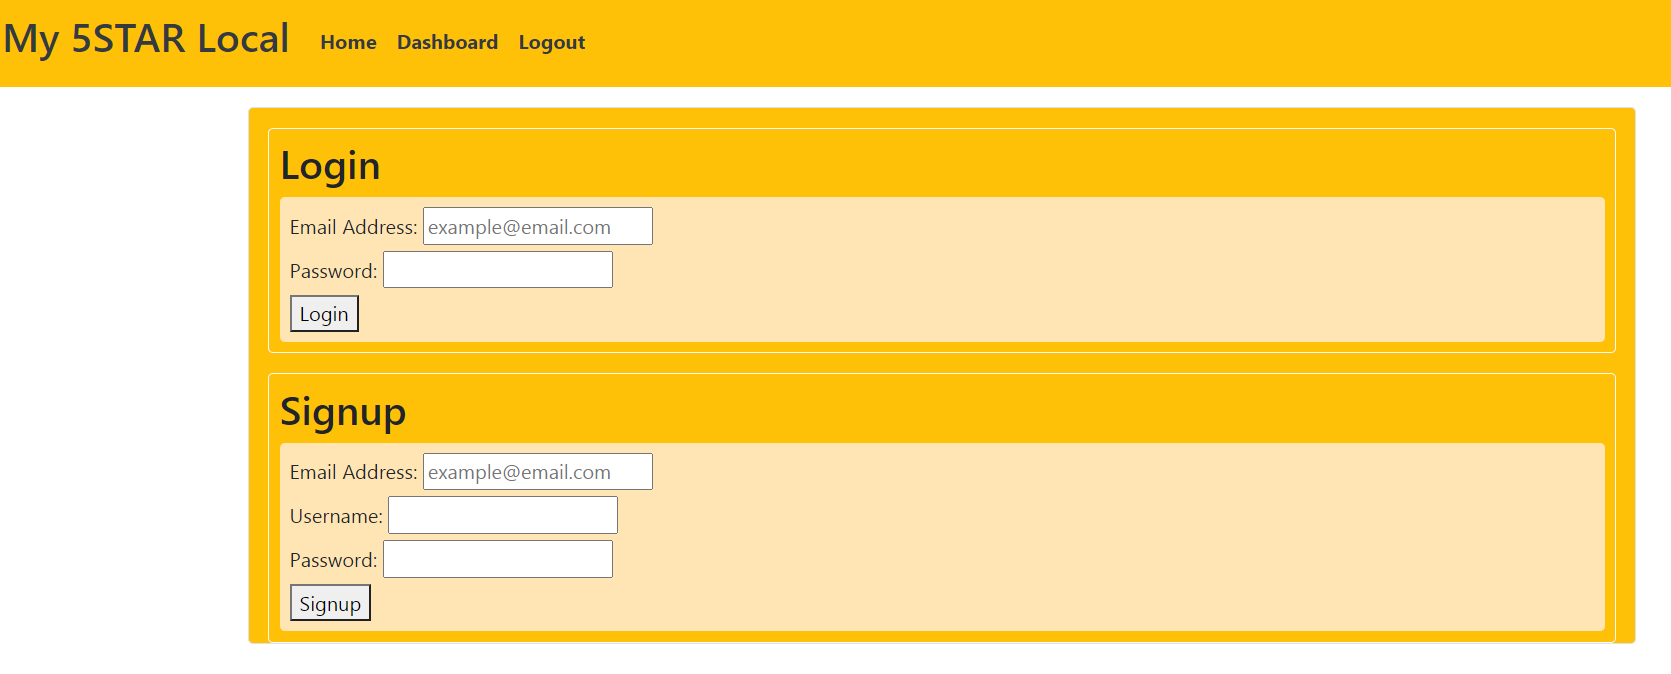 My 5STAR Local Home Dashboard Logout
Login
Email Address: example@email.com
Password:
Login
Signup
Email Address: example@email.com
Username:
Password:
Signup